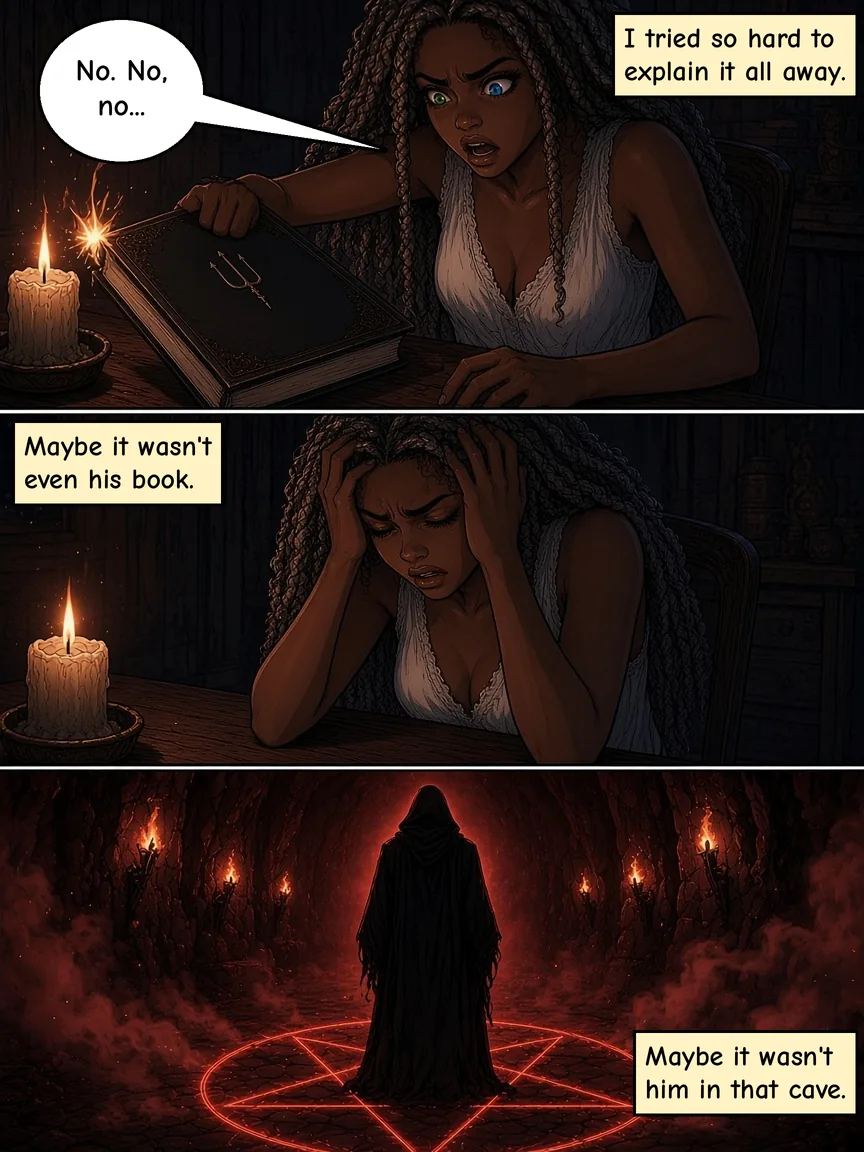 No. No,
no...
I tried so hard to
explain it all away.
Maybe it wasn't
even his book.
Maybe it wasn't
him in that cave.